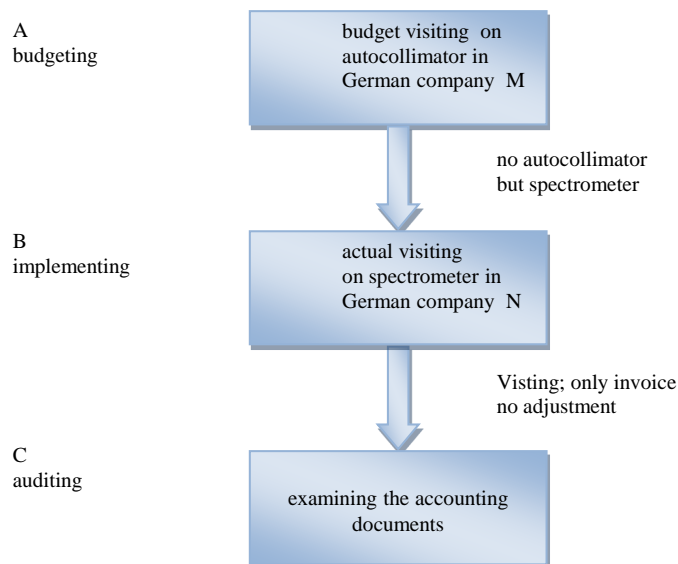 A
budgeting
budget visiting on
autocollimator in
German company M
no autocollimator
but spectrometer
B
implementing
actual visiting
on spectrometer in
German company N
Visting; only invoice
no adjustment
C
auditing
examining the accounting
documents